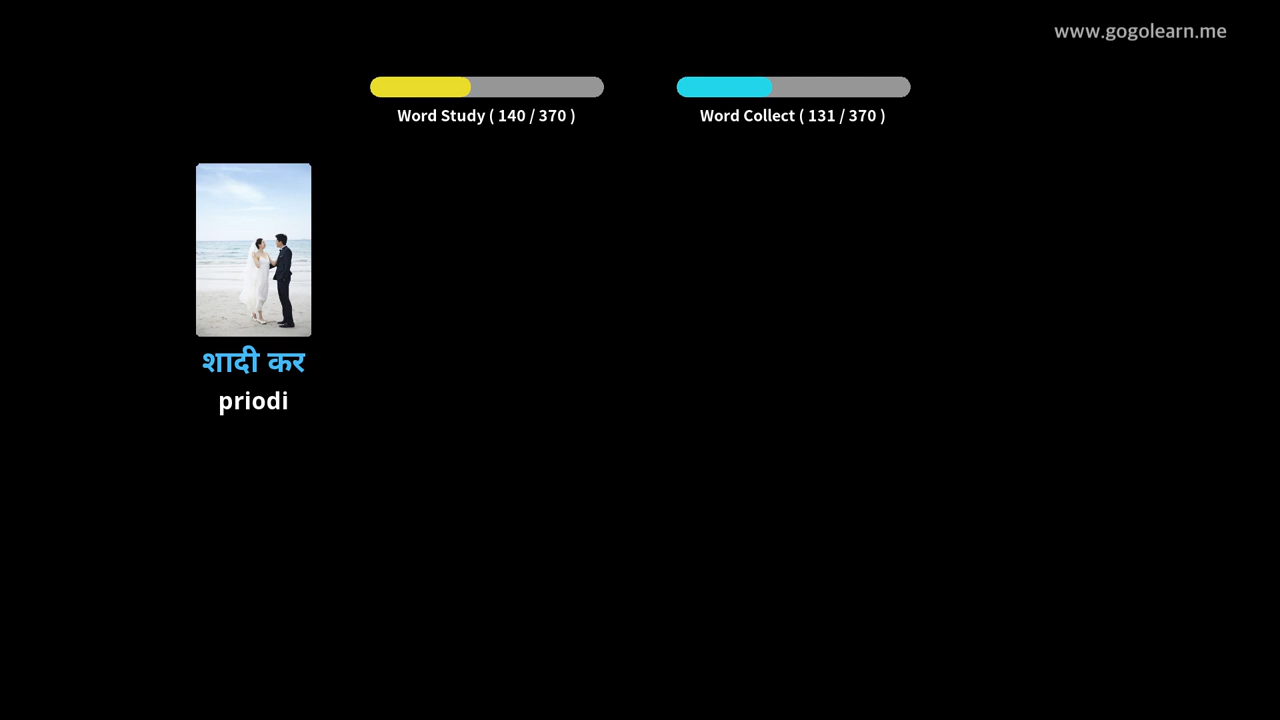 www.gogolearn.me
Word Study ( 140 / 370 )
Word Collect ( 131 / 370 )
शादी कर
priodi